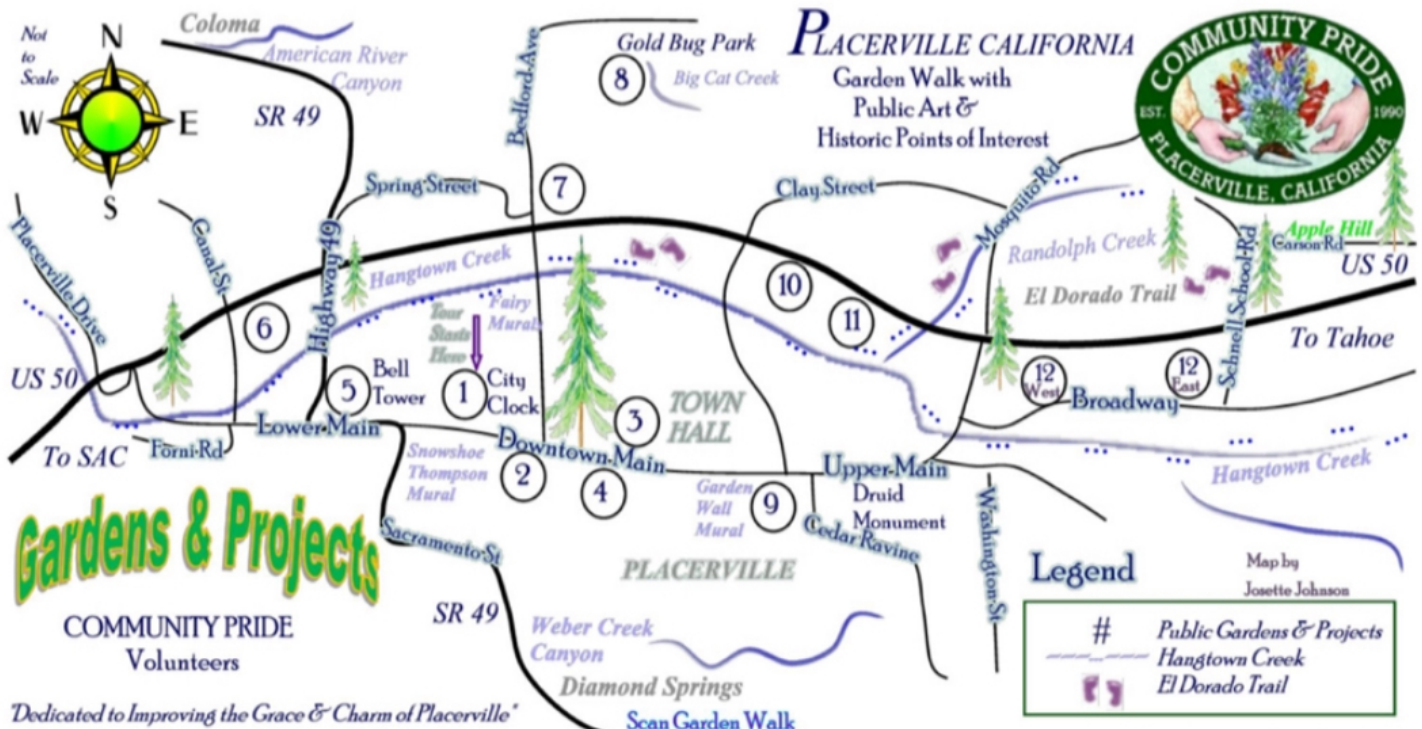 Not
to
Scale
N
W
E
S
Coloma
American River
Canyon
SR 49
Bedford Ave
Gold Bug Park
8
Big Cat Creek
PLACERVILLE CALIFORNIA
Garden Walk with
Public Art &
Historic Points of Interest
COMMUNITY PRIDE
EST.
1990
PLACERVILLE, CALIFORNIA
Spring Street
7
Clay Street
Mosquito Rd
Placerville Drive
Canal St
Highway 49
Hangtown Creek
Randolph Creek
El Dorado Trail
Schnell School Rd
Apple Hill
Carson Rd
US 50
To Tahoe
6
Tour
Starts
Here
Fairy
Murals
10
11
US 50
To SAC
5
Bell
Tower
1
City
Clock
3
TOWN
HALL
12
West
12
East
Broadway
Forni Rd
Lower Main
Snowshoe
Thompson
Mural
Downtown Main
2
4
Garden
Wall
Mural
9
Upper Main
Druid
Monument
Cedar Ravine
Washington St
Hangtown Creek
Sacramento St
PLACERVILLE
Gardens & Projects
COMMUNITY PRIDE
Volunteers
"Dedicated to Improving the Grace & Charm of Placerville"
SR 49
Weber Creek
Canyon
Diamond Springs
Scan Garden Walk
Legend
Map by
Josette Johnson
# Public Gardens & Projects
Hangtown Creek
El Dorado Trail